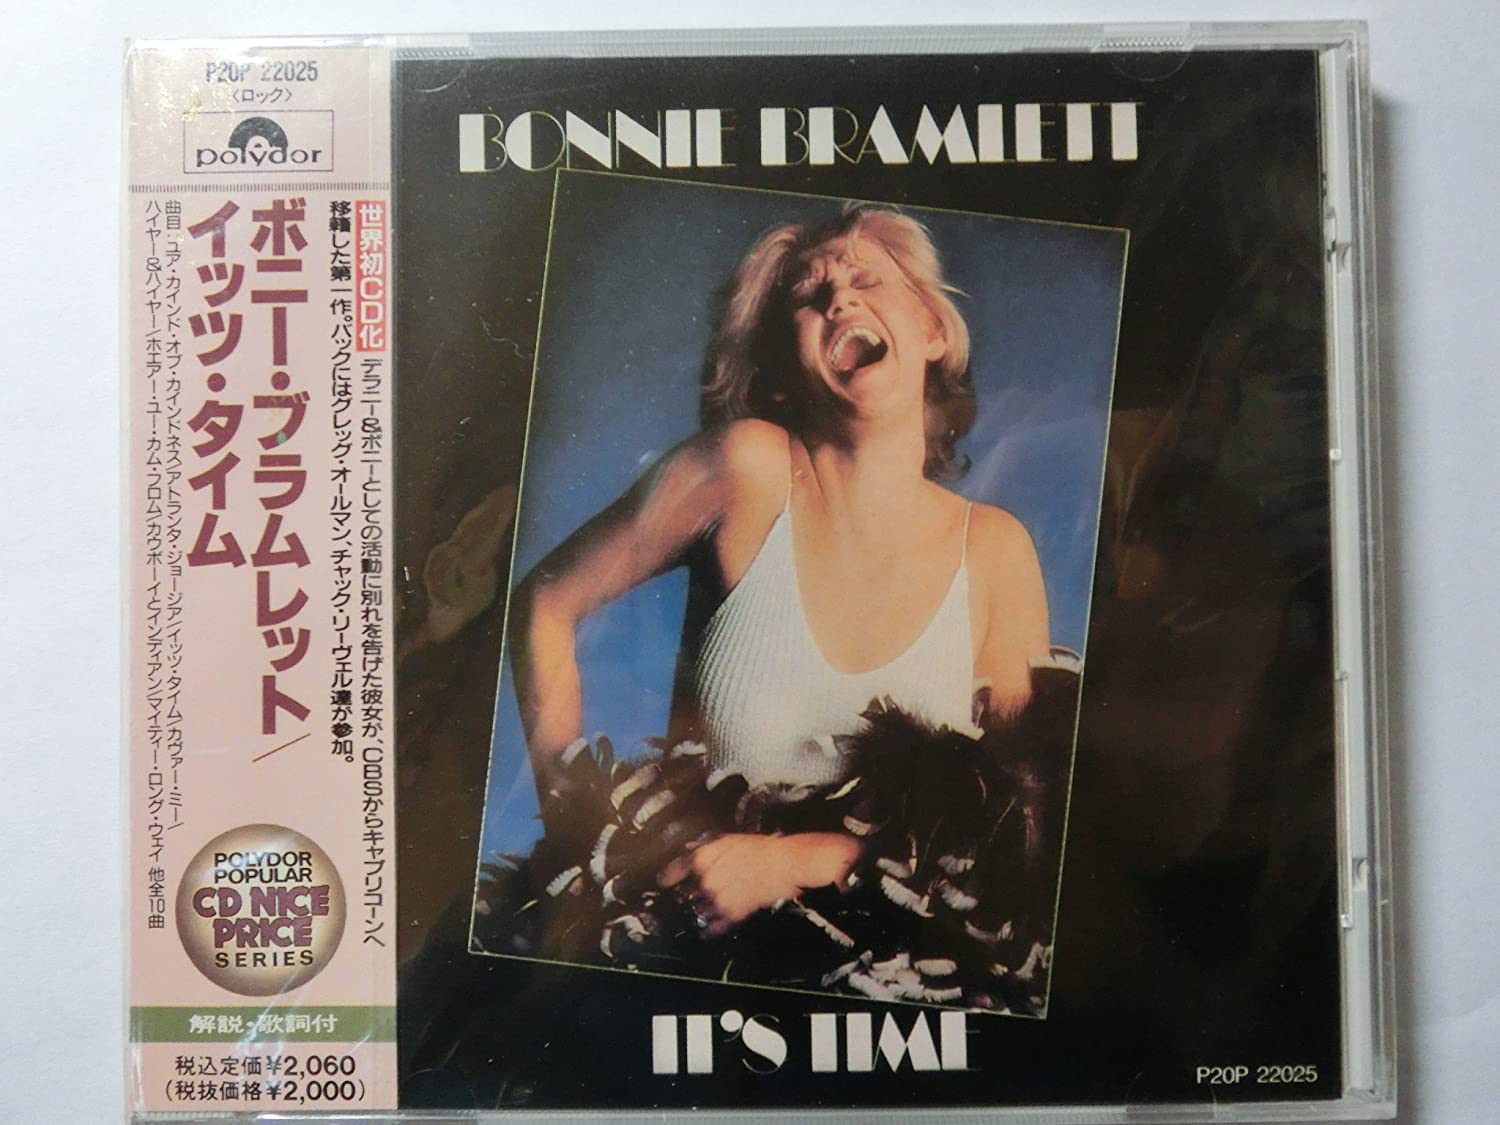 P20P 22025
〈ロック〉
polydor
ボニー・ブラムレット/
イッツ・タイム
世界初CD化 デラニー&ボニーとしての活動に別れを告げた彼女が、CBSからキャプリコーンへ
移籍した第一作。バックにはグレッグ・オールマン、チャック・リーヴェル達が参加。
曲目:ユア・カインド・オブ・カインドネス/アトランタ・ジョージア/イッツ・タイム/カヴァー・ミー/
ハイヤー&ハイヤー/ホエアー・ユー・カム・フロム/カウボーイとインディアン/マイティー・ロング・ウェイ 他全10曲
POLYDOR
POPULAR
CD NICE
PRICE
SERIES
解説・歌詞付
税込定価¥2,060
(税抜価格¥2,000)
BONNIE BRAMLETT
IT'S TIME
P20P 22025